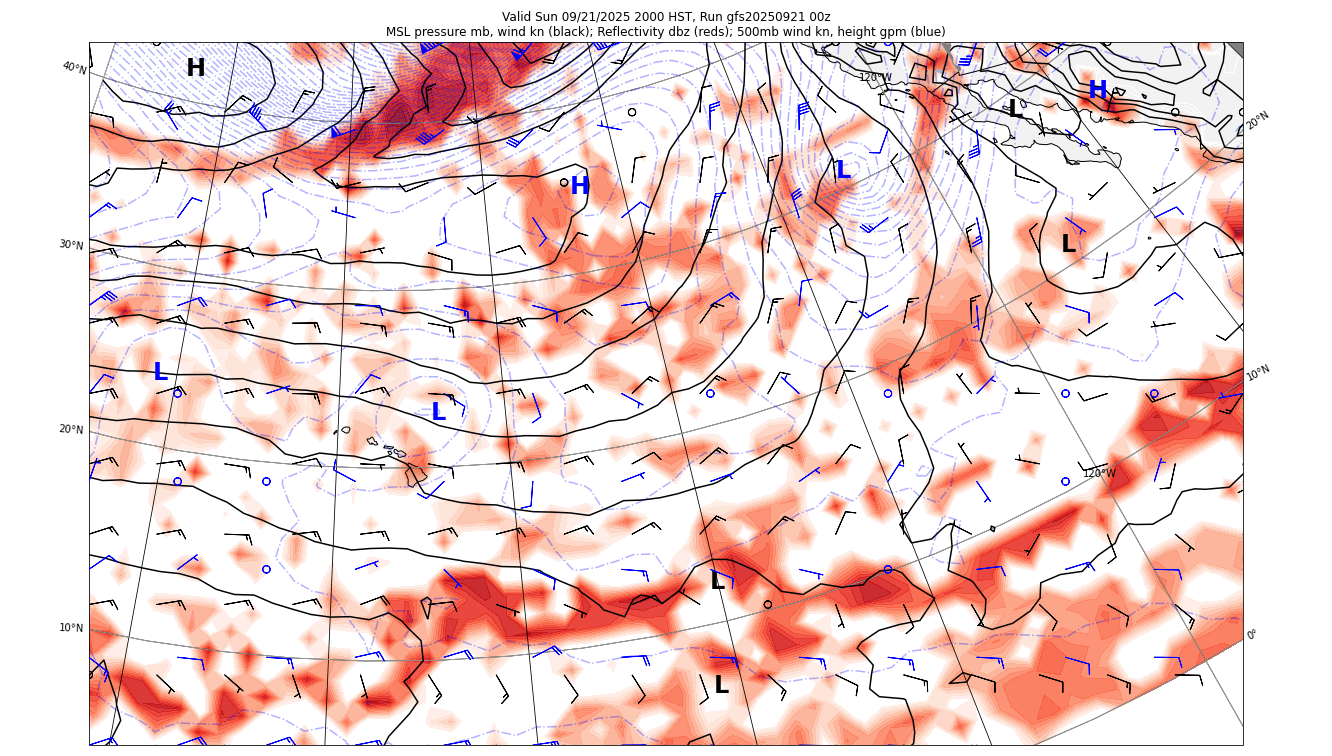 Valid Sun 09/21/2025 2000 HST, Run gfs20250921 00z
MSL pressure mb, wind kn (black); Reflectivity dbz (reds); 500mb wind kn, height gpm (blue)
40°N
H
120°W
H
L
20°N
L
H
30°N
L
L
10°N
L
20°N
120°W
L
10°N
0°
L